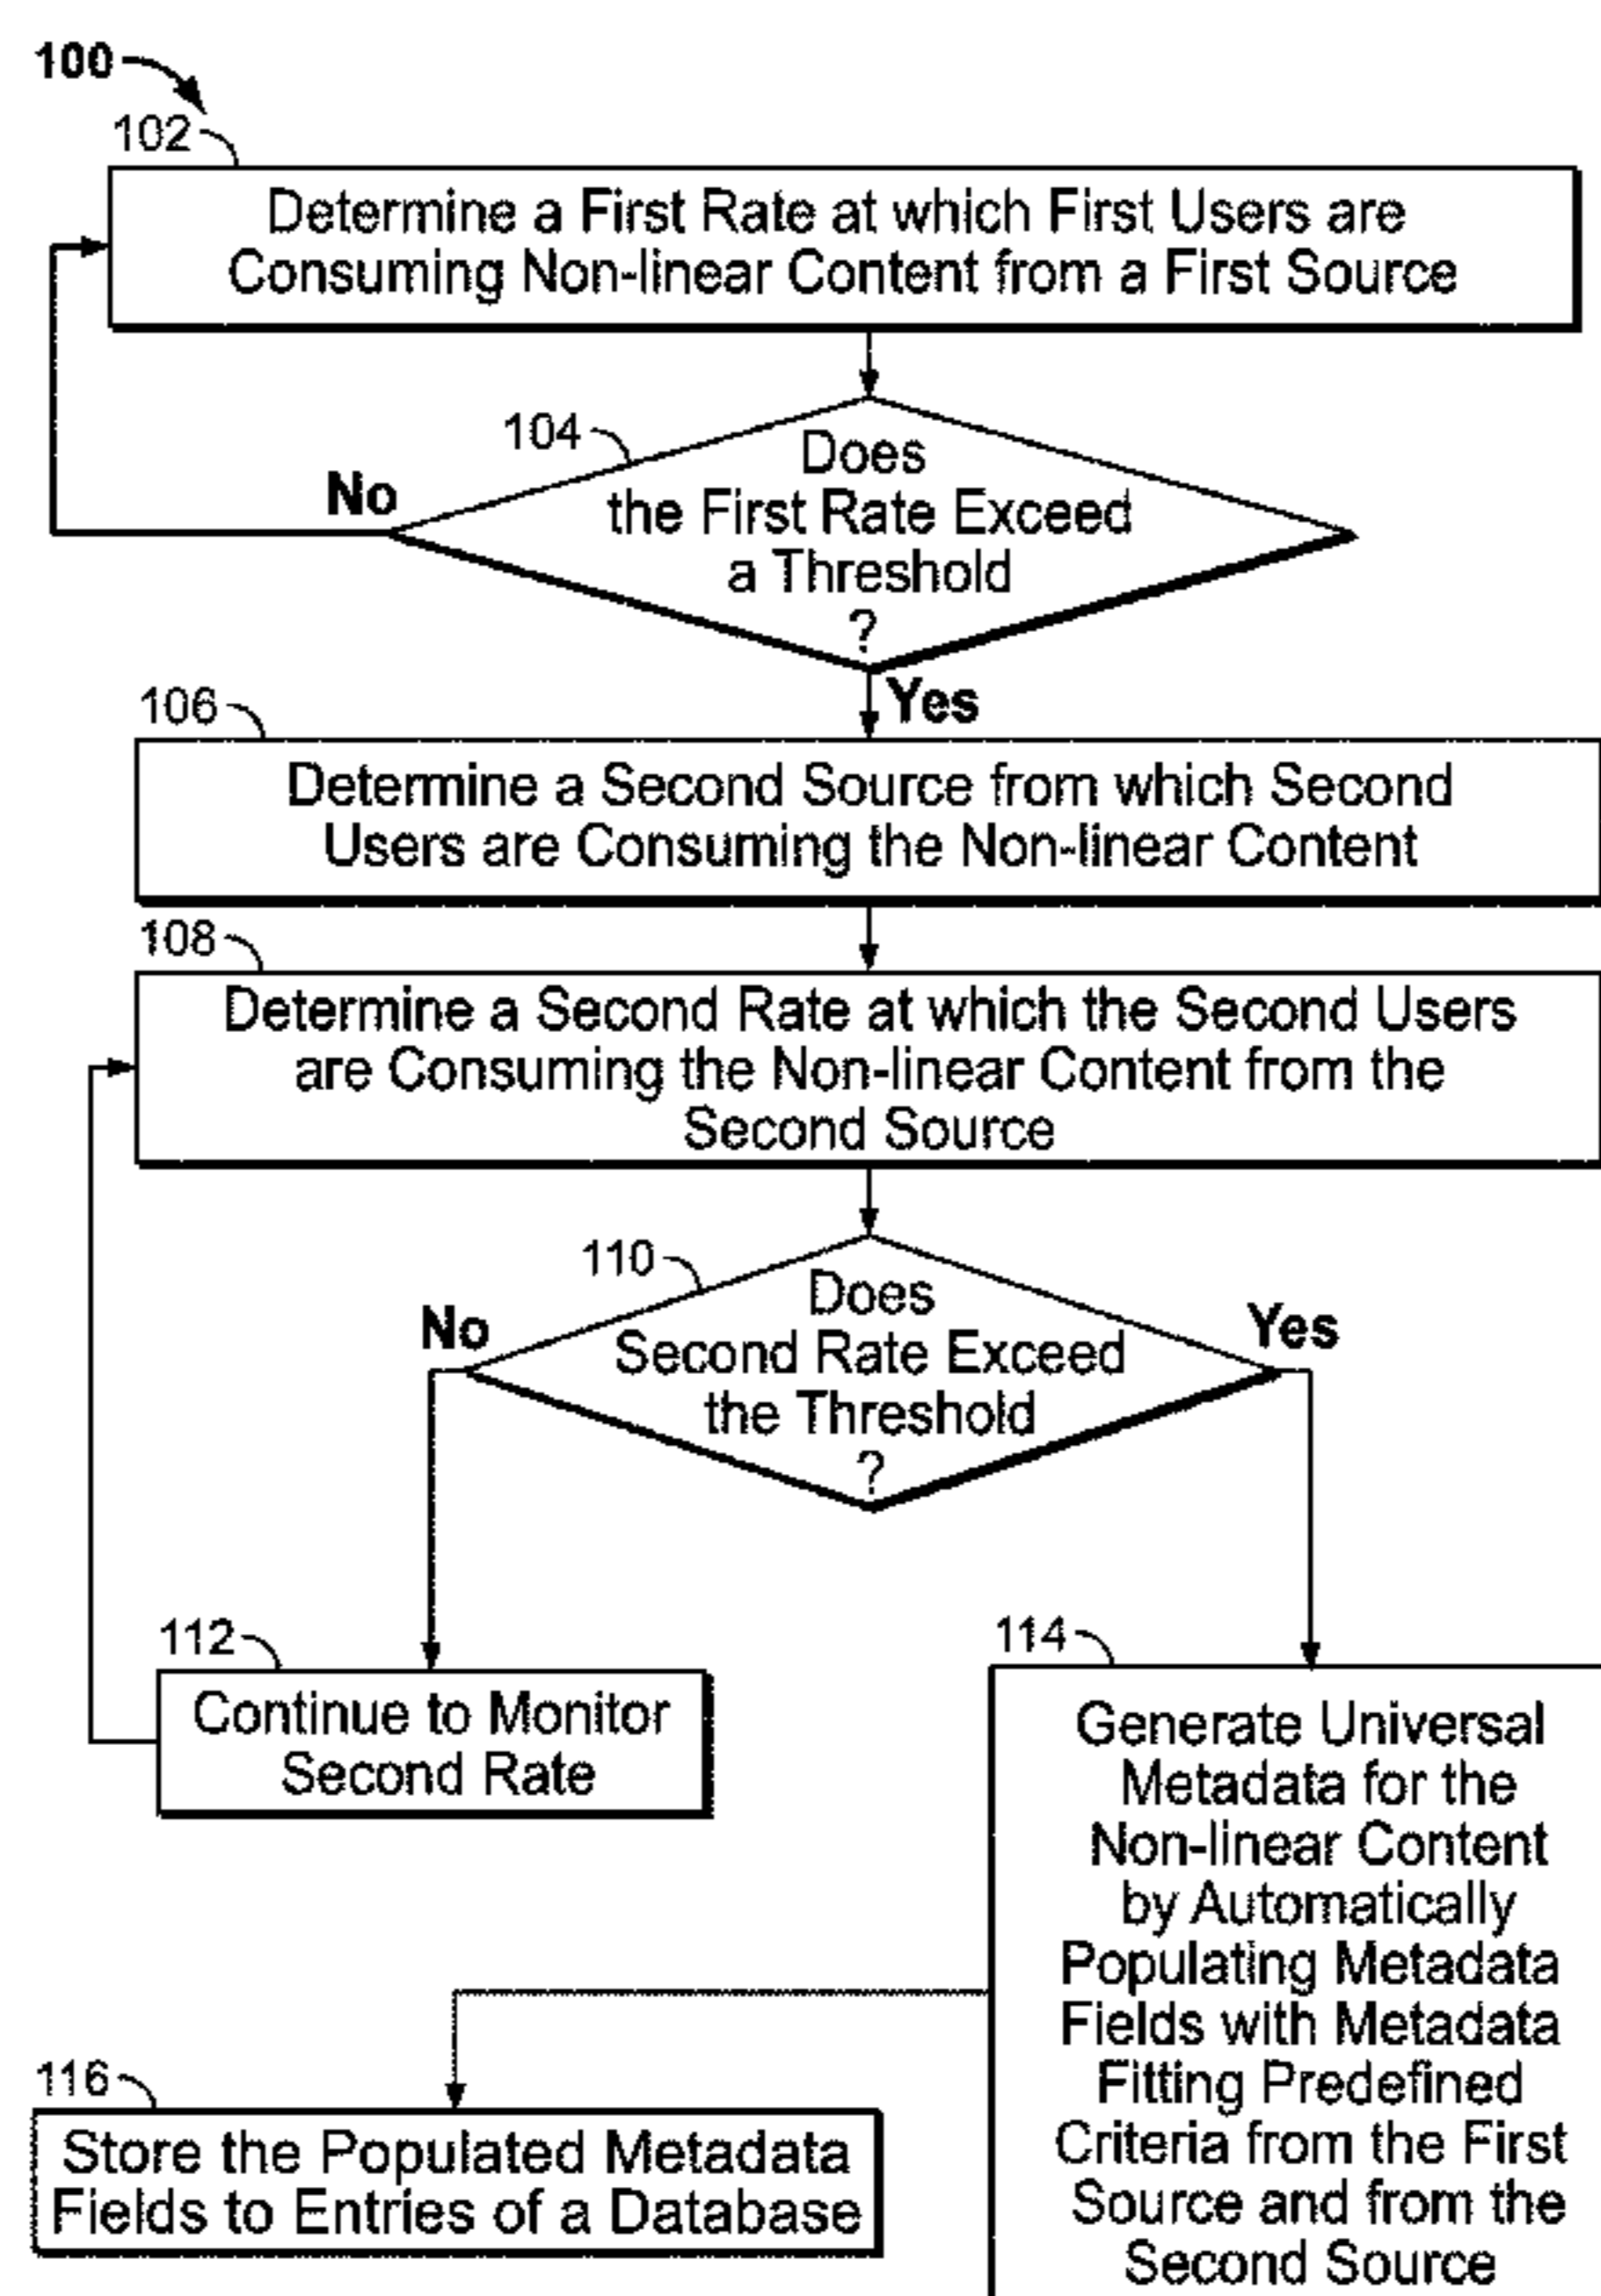 100
102
Determine a First Rate at which First Users are
Consuming Non-linear Content from a First Source
104
Does
the First Rate Exceed
a Threshold
?
No
Yes
106
Determine a Second Source from which Second
Users are Consuming the Non-linear Content
108
Determine a Second Rate at which the Second Users
are Consuming the Non-linear Content from the
Second Source
110
Does
Second Rate Exceed
the Threshold
?
No
Yes
112
Continue to Monitor
Second Rate
114
Generate Universal
Metadata for the
Non-linear Content
by Automatically
Populating Metadata
Fields with Metadata
Fitting Predefined
Criteria from the First
Source and from the
Second Source
116
Store the Populated Metadata
Fields to Entries of a Database